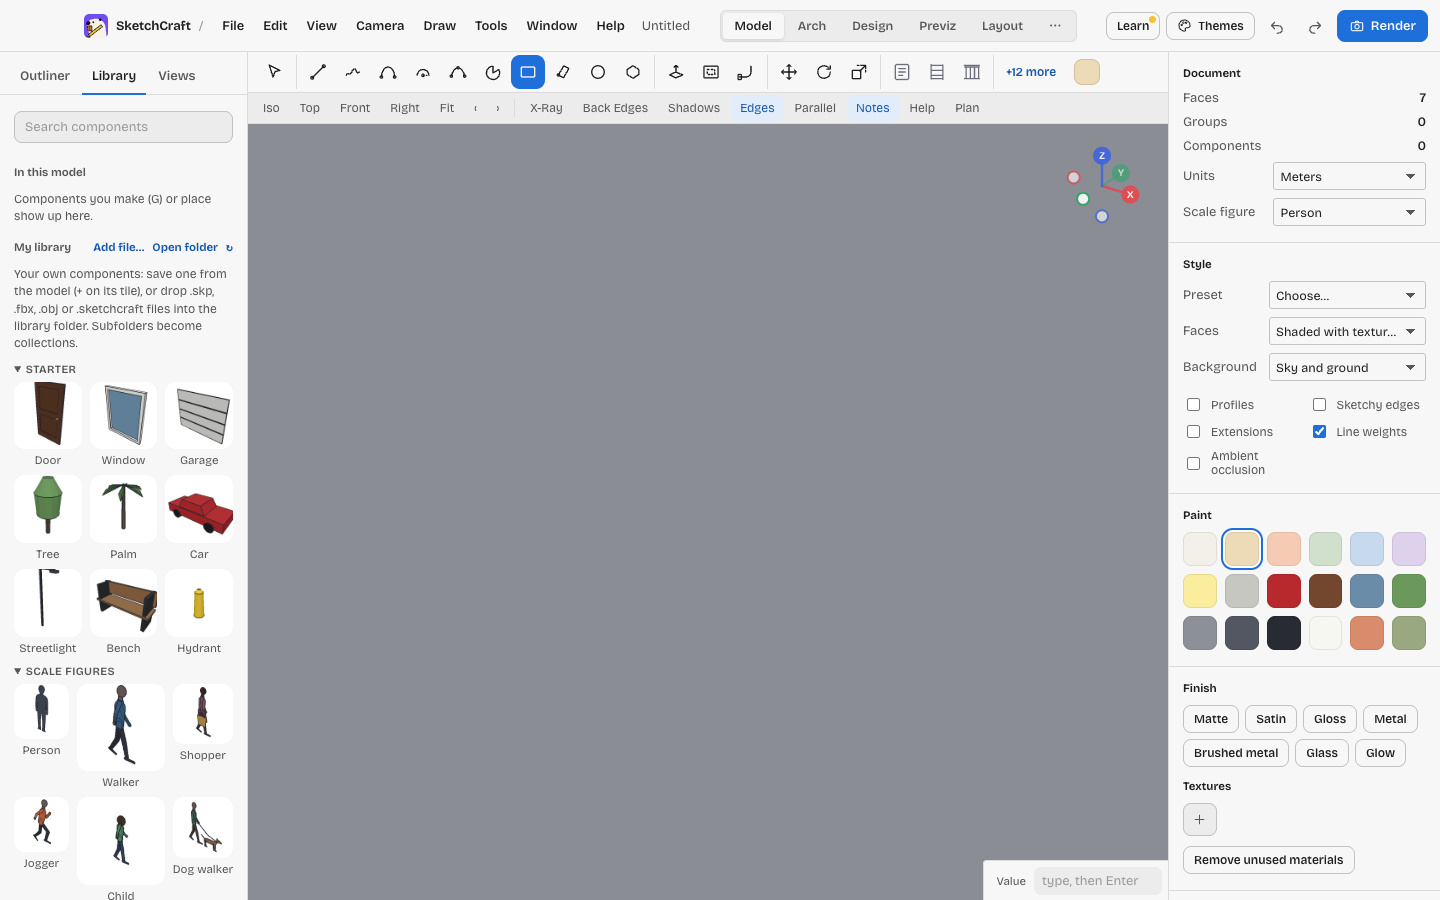 SketchCraft / File Edit View Camera Draw Tools Window Help Untitled Model Arch Design Previz Layout ··· Learn Themes Render
Outliner Library Views
+12 more
Iso Top Front Right Fit ‹ › X-Ray Back Edges Shadows Edges Parallel Notes Help Plan
Search components
In this model
Components you make (G) or place
show up here.
My library Add file... Open folder ↻
Your own components: save one from
the model (+ on its tile), or drop .skp,
.fbx, .obj or .sketchcraft files into the
library folder. Subfolders become
collections.
▼ STARTER
Door Window Garage
Tree Palm Car
Streetlight Bench Hydrant
▼ SCALE FIGURES
Person Walker Shopper
Jogger Child Dog walker
Z
Y
X
Value type, then Enter
Document
Faces 7
Groups 0
Components 0
Units Meters
Scale figure Person
Style
Preset Choose...
Faces Shaded with textur...
Background Sky and ground
Profiles Sketchy edges
Extensions Line weights
Ambient
occlusion
Paint
Finish
Matte Satin Gloss Metal
Brushed metal Glass Glow
Textures
+
Remove unused materials